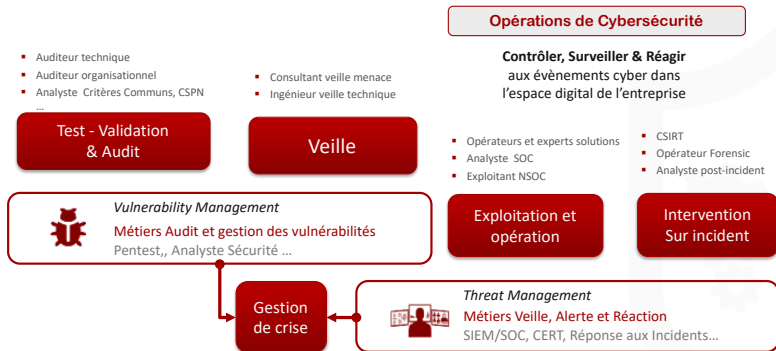 Opérations de Cybersécurité
Contrôler, Surveiller & Réagir
aux évènements cyber dans
l'espace digital de l'entreprise
Auditeur technique
Auditeur organisationnel
Analyste Critères Communs, CSPN
…
Test - Validation
& Audit
Consultant veille menace
Ingénieur veille technique
Veille
Opérateurs et experts solutions
Analyste SOC
Exploitant NSOC
Exploitation et
opération
CSIRT
Opérateur Forensic
Analyste post-incident
Intervention
Sur incident
Vulnerability Management
Métiers Audit et gestion des vulnérabilités
Pentest,, Analyste Sécurité …
Gestion
de crise
Threat Management
Métiers Veille, Alerte et Réaction
SIEM/SOC, CERT, Réponse aux Incidents…